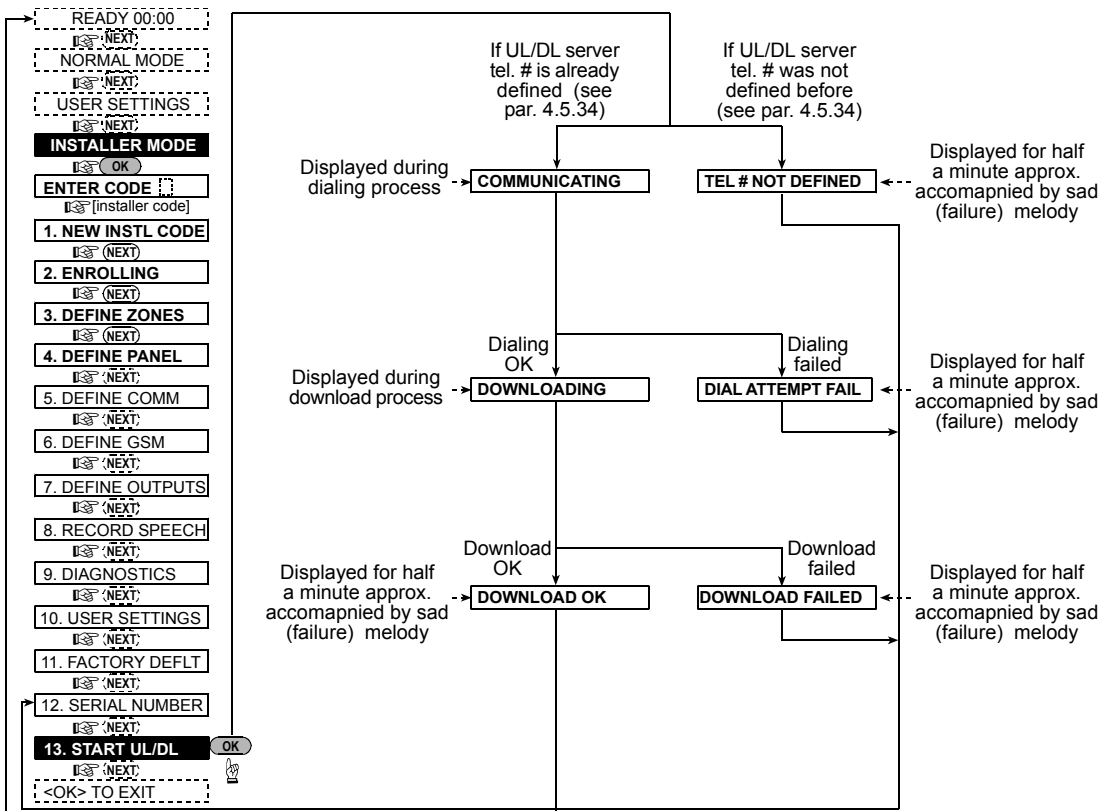 READY 00:00
NEXT
NORMAL MODE
NEXT
USER SETTINGS
NEXT
INSTALLER MODE
OK
ENTER CODE
[installer code]
1. NEW INSTL CODE
NEXT
2. ENROLLING
NEXT
3. DEFINE ZONES
NEXT
4. DEFINE PANEL
NEXT
5. DEFINE COMM
NEXT
6. DEFINE GSM
NEXT
7. DEFINE OUTPUTS
NEXT
8. RECORD SPEECH
NEXT
9. DIAGNOSTICS
NEXT
10. USER SETTINGS
NEXT
11. FACTORY DEFLT
NEXT
12. SERIAL NUMBER
NEXT
13. START UL/DL
OK
NEXT
<OK> TO EXIT
If UL/DL server
tel. # is already
defined (see
par. 4.5.34)
If UL/DL server
tel. # was not
defined before
(see par. 4.5.34)
Displayed during
dialing process
COMMUNICATING
TEL # NOT DEFINED
Displayed for half
a minute approx.
accomapnied by sad
(failure) melody
Dialing
OK
Dialing
failed
Displayed during
download process
DOWNLOADING
DIAL ATTEMPT FAIL
Displayed for half
a minute approx.
accomapnied by sad
(failure) melody
Download
OK
Download
failed
Displayed for half
a minute approx.
accomapnied by sad
(failure) melody
DOWNLOAD OK
DOWNLOAD FAILED
Displayed for half
a minute approx.
accomapnied by sad
(failure) melody